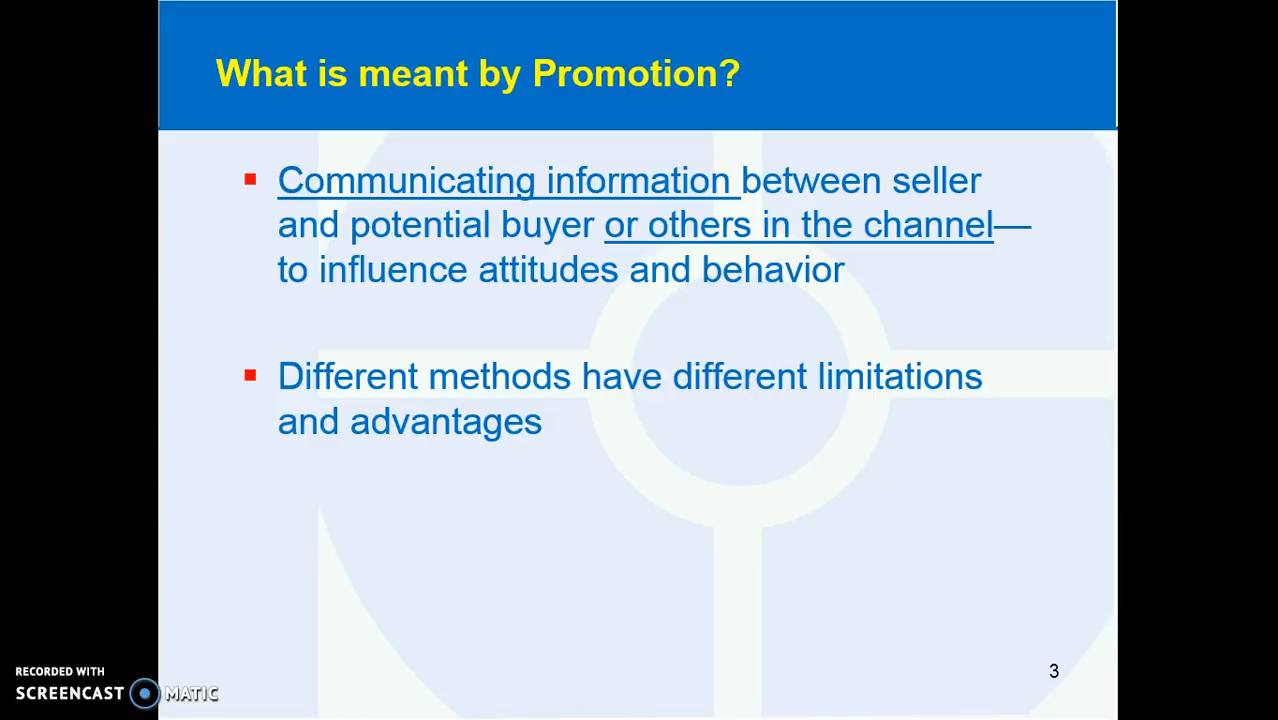 What is meant by Promotion?
Communicating information between seller
and potential buyer or others in the channel—
to influence attitudes and behavior
Different methods have different limitations
and advantages
3
RECORDED WITH
SCREENCAST MATIC